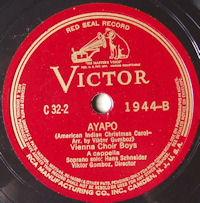 RED SEAL RECORD
"HIS MASTER'S VOICE"
VICTOR
C 32-2
1944-B
AYAPO
(American Indian Christmas Carol—
Arr. by Viktor Gomboz)
Vienna Choir Boys
A cappella
Soprano solo: Hans Schneider
Viktor Gomboz, Director
RCA MANUFACTURING CO., INC., CAMDEN, N.J., U.S.A.